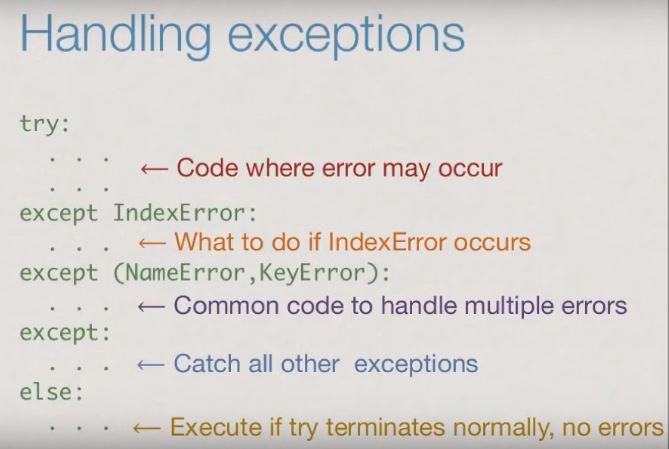 Handling exceptions
try:
. . .
← Code where error may occur
. . .
except IndexError:
. . . ← What to do if IndexError occurs
except (NameError,KeyError):
. . . ← Common code to handle multiple errors
except:
. . . ← Catch all other exceptions
else:
. . . ← Execute if try terminates normally, no errors